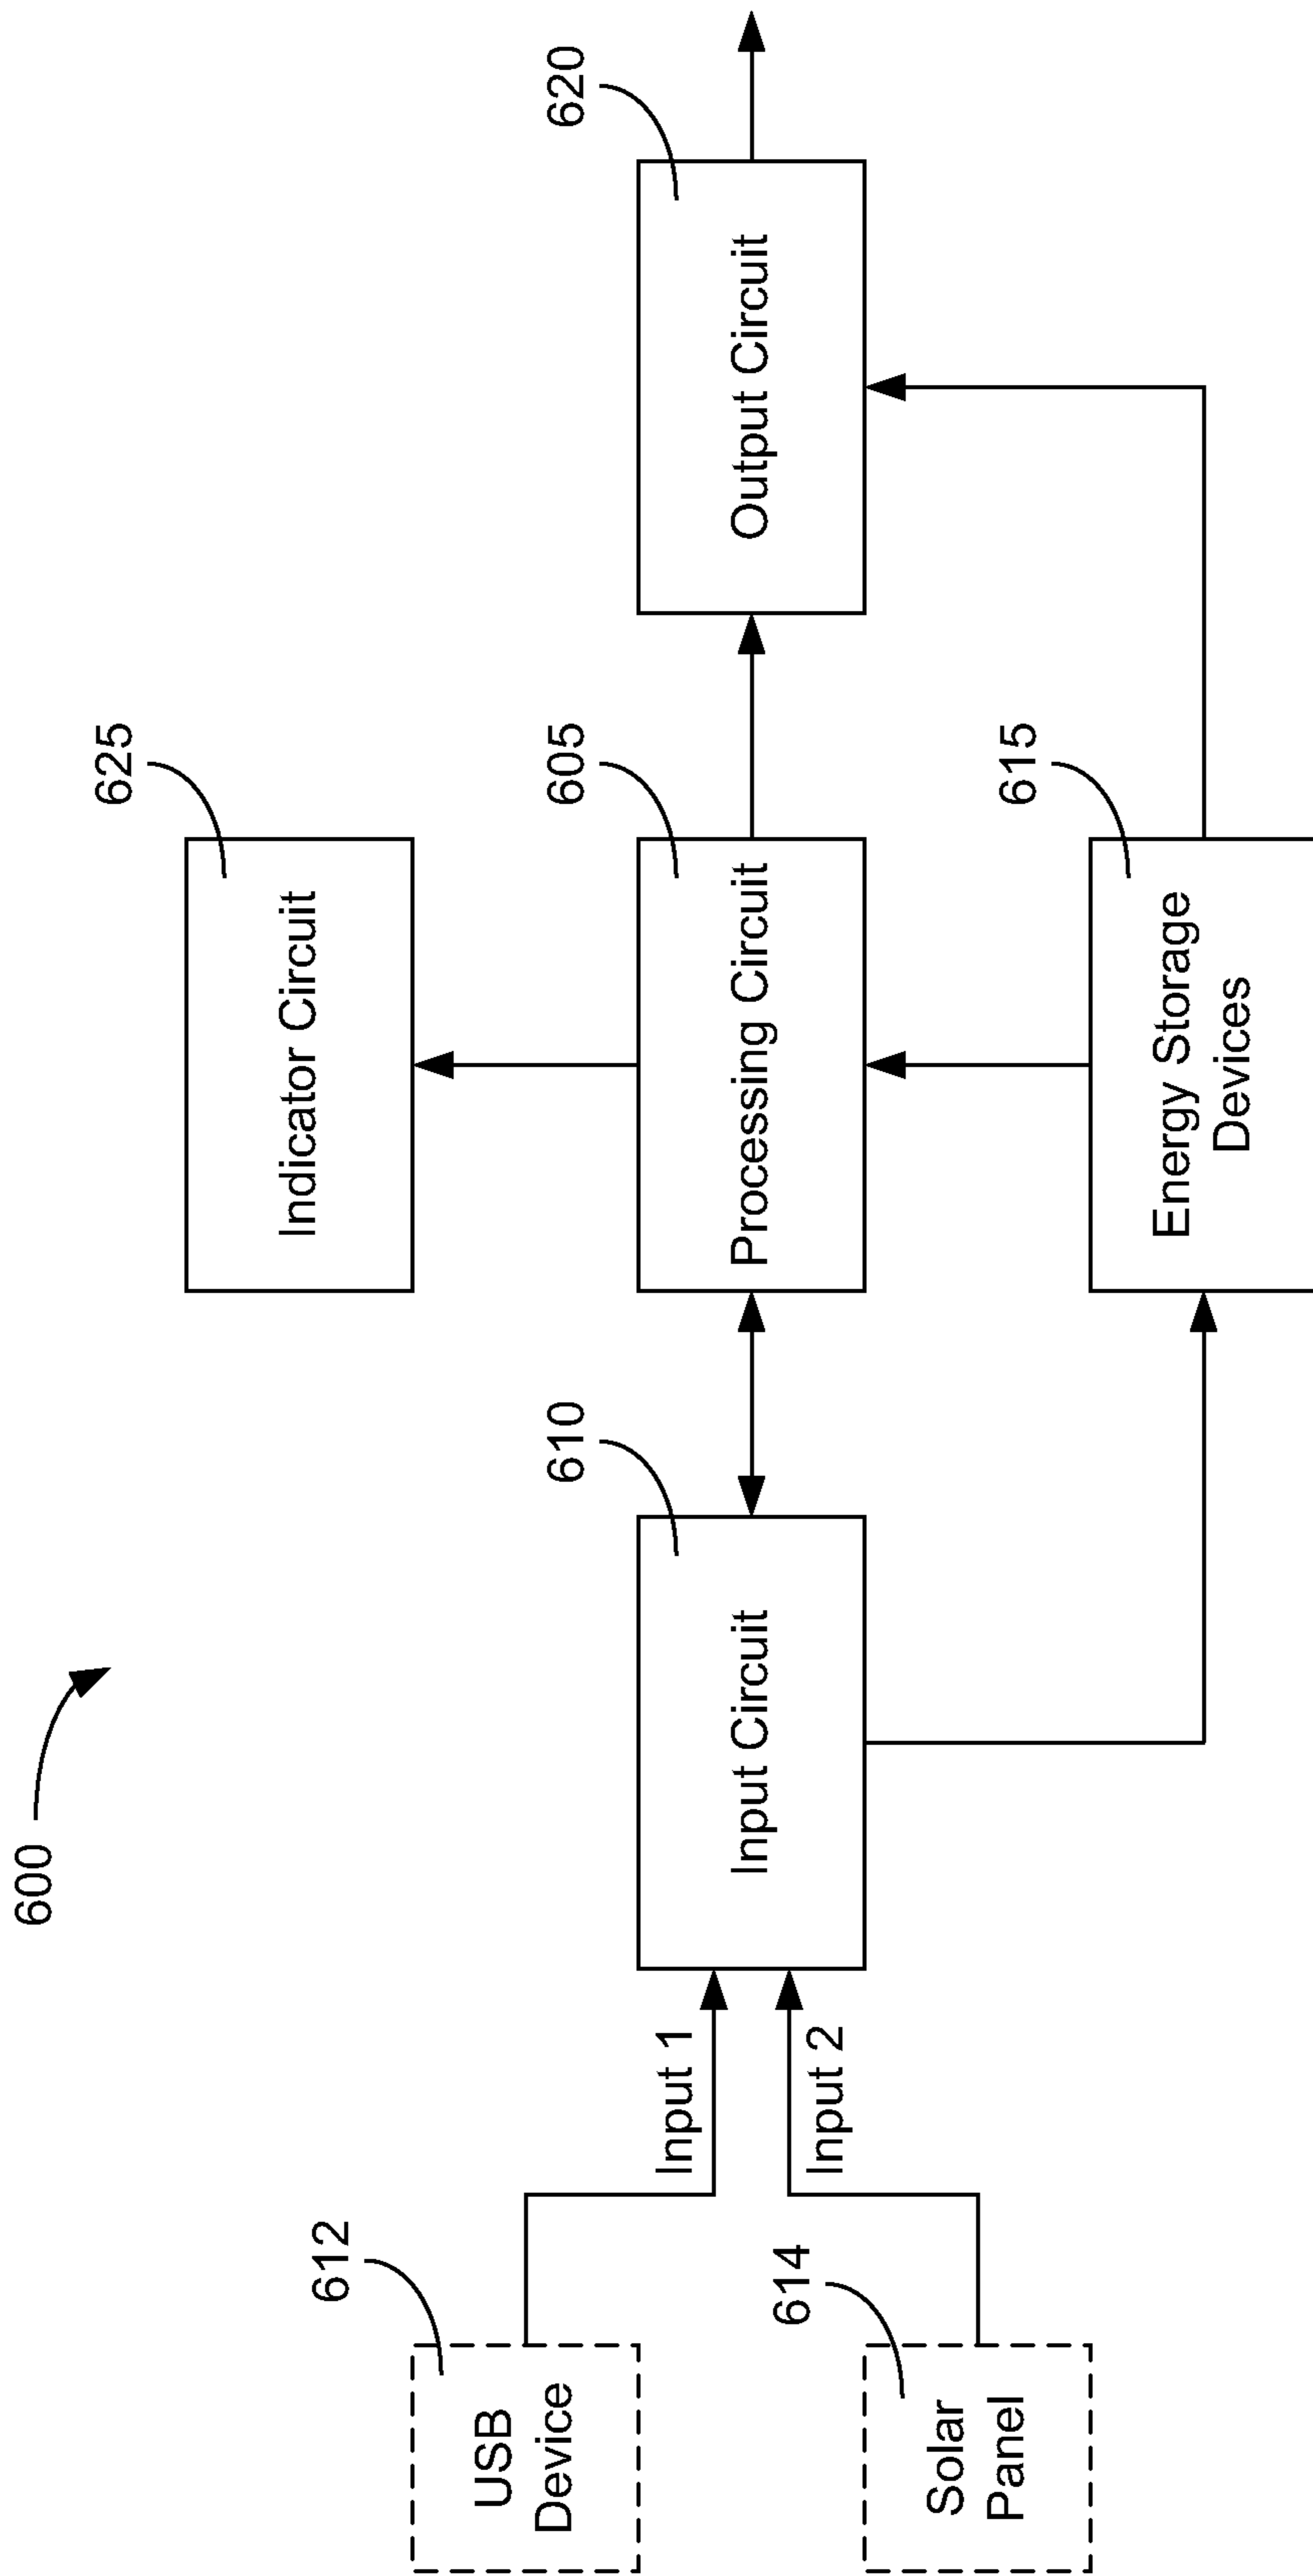 600
625
Indicator Circuit
612
USB
Device
Input 1
610
Input Circuit
605
Processing Circuit
620
Output Circuit
614
Solar
Panel
Input 2
615
Energy Storage
Devices